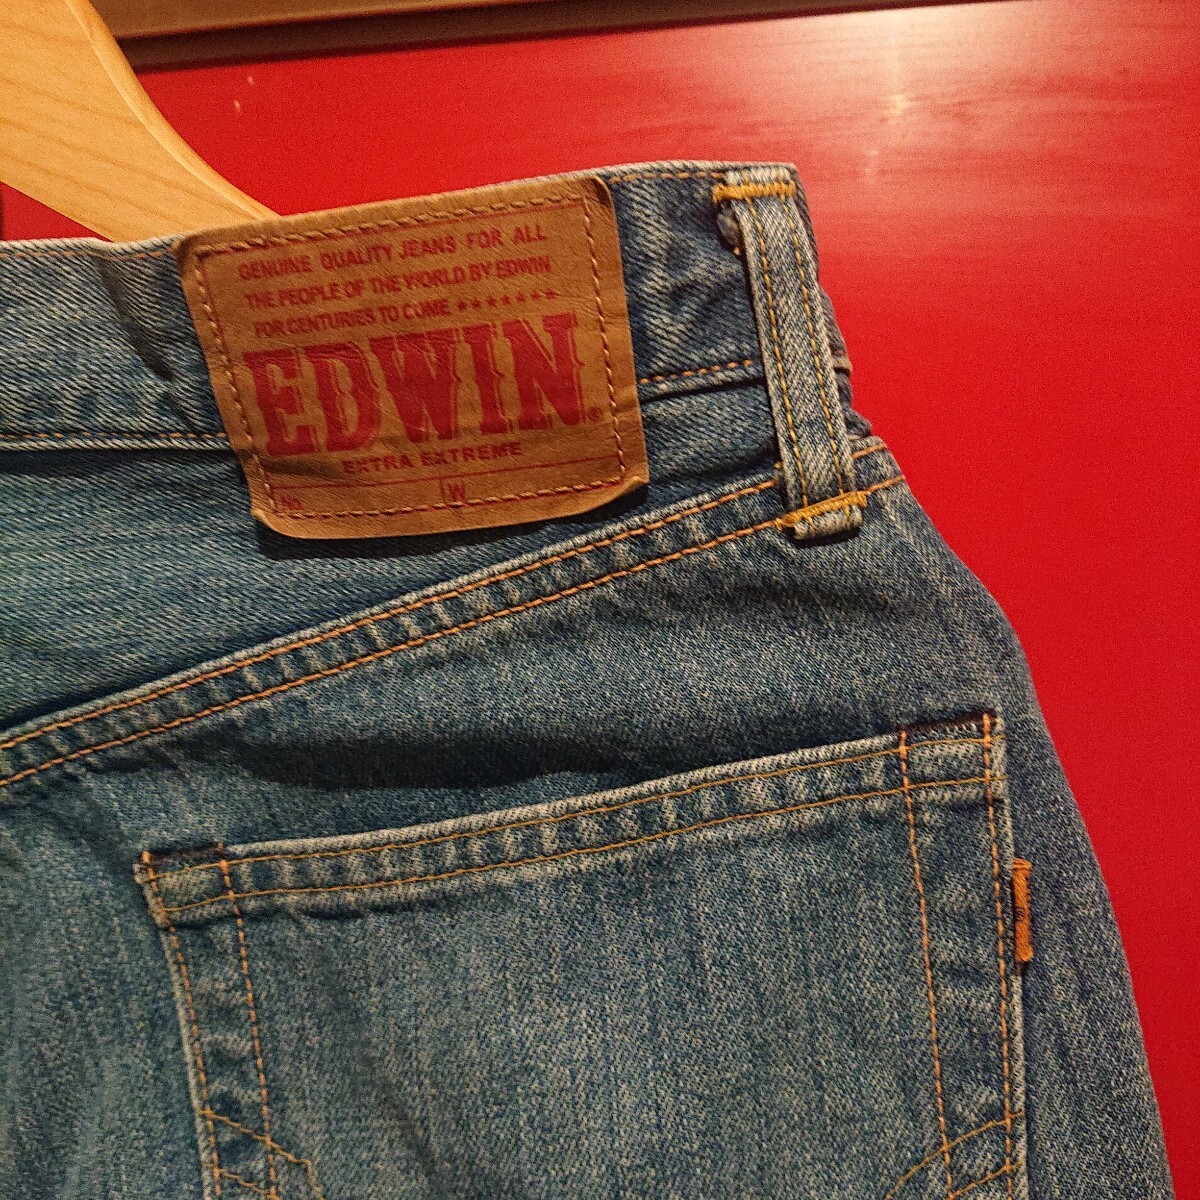 GENUINE QUALITY JEANS FOR ALL
THE PEOPLE OF THE WORLD BY EDWIN
FOR CENTURIES TO COME *******
EDWIN®
EXTRA EXTREME
No. W